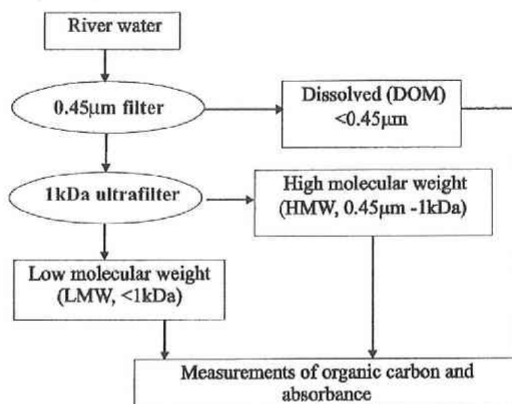 River water
0.45μm filter
Dissolved (DOM)
<0.45μm
1kDa ultrafilter
High molecular weight
(HMW, 0.45μm -1kDa)
Low molecular weight
(LMW, <1kDa)
Measurements of organic carbon and
absorbance